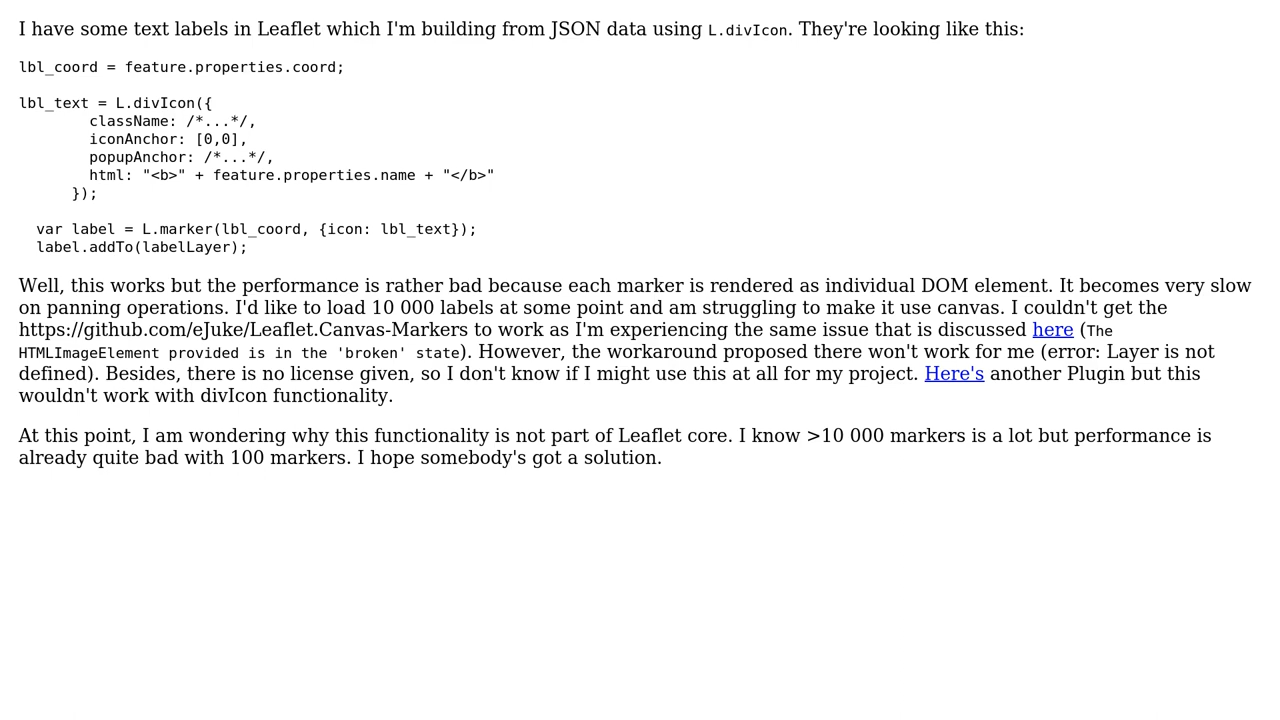 I have some text labels in Leaflet which I'm building from JSON data using L.divIcon. They're looking like this:
lbl_coord = feature.properties.coord;
lbl_text = L.divIcon({
        className: /*...*/,
        iconAnchor: [0,0],
        popupAnchor: /*...*/,
        html: "<b>" + feature.properties.name + "</b>"
      });
  var label = L.marker(lbl_coord, {icon: lbl_text});
  label.addTo(labelLayer);
Well, this works but the performance is rather bad because each marker is rendered as individual DOM element. It becomes very slow
on panning operations. I'd like to load 10 000 labels at some point and am struggling to make it use canvas. I couldn't get the
https://github.com/eJuke/Leaflet.Canvas-Markers to work as I'm experiencing the same issue that is discussed here (The
HTMLImageElement provided is in the 'broken' state). However, the workaround proposed there won't work for me (error: Layer is not
defined). Besides, there is no license given, so I don't know if I might use this at all for my project. Here's another Plugin but this
wouldn't work with divIcon functionality.
At this point, I am wondering why this functionality is not part of Leaflet core. I know >10 000 markers is a lot but performance is
already quite bad with 100 markers. I hope somebody's got a solution.